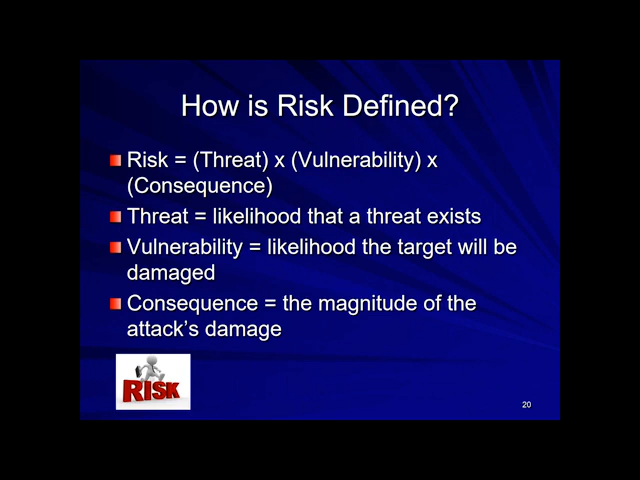 How is Risk Defined?
Risk = (Threat) x (Vulnerability) x
(Consequence)
Threat = likelihood that a threat exists
Vulnerability = likelihood the target will be
damaged
Consequence = the magnitude of the
attack's damage
RISK
20